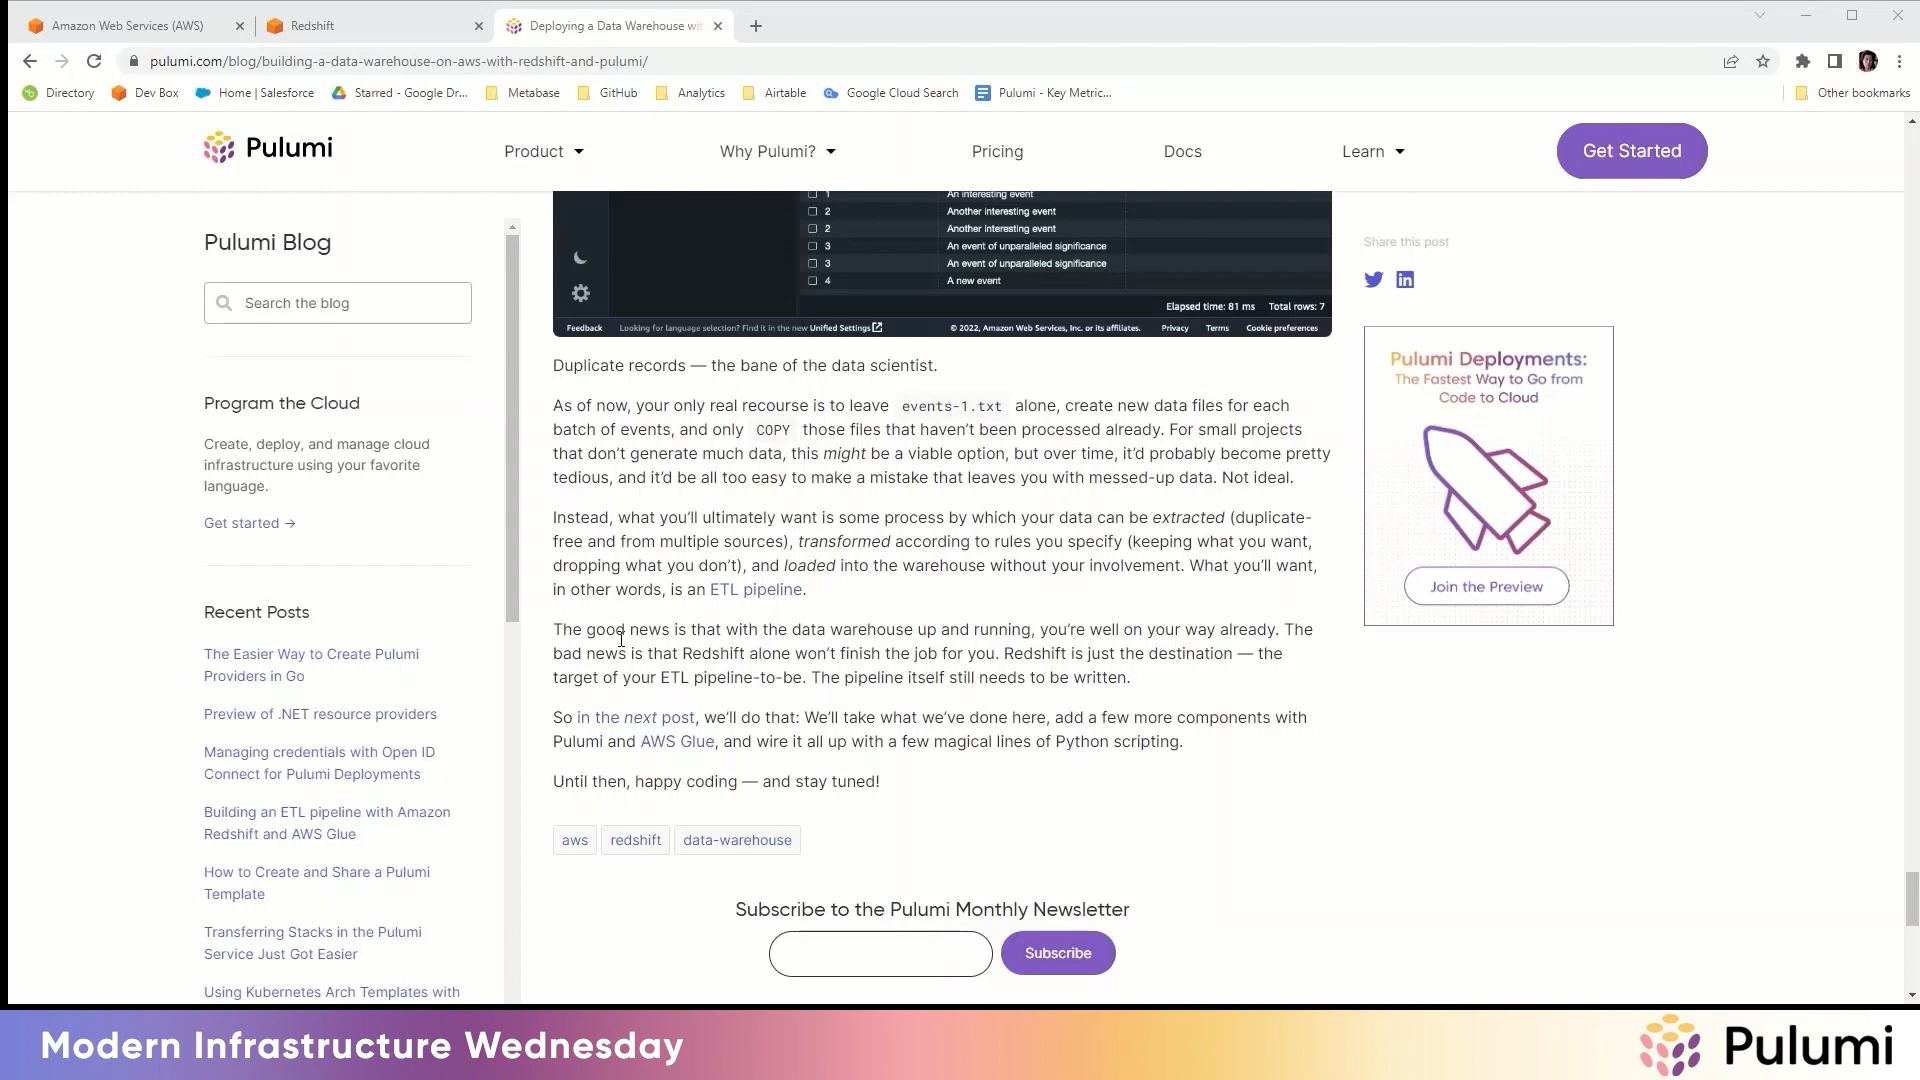 Amazon Web Services (AWS)
Redshift
Deploying a Data Warehouse wit
pulumi.com/blog/building-a-data-warehouse-on-aws-with-redshift-and-pulumi/
Directory
Dev Box
Home | Salesforce
Starred - Google Dr...
Metabase
GitHub
Analytics
Airtable
Google Cloud Search
Pulumi - Key Metric...
Other bookmarks
Pulumi
Product
Why Pulumi?
Pricing
Docs
Learn
Get Started
Pulumi Blog
Search the blog
Program the Cloud
Create, deploy, and manage cloud
infrastructure using your favorite
language.
Get started →
Recent Posts
The Easier Way to Create Pulumi
Providers in Go
Preview of .NET resource providers
Managing credentials with Open ID
Connect for Pulumi Deployments
Building an ETL pipeline with Amazon
Redshift and AWS Glue
How to Create and Share a Pulumi
Template
Transferring Stacks in the Pulumi
Service Just Got Easier
Using Kubernetes Arch Templates with
1 An interesting event
2 Another interesting event
2 Another interesting event
3 An event of unparalleled significance
3 An event of unparalleled significance
4 A new event
Elapsed time: 81 ms Total rows: 7
Feedback Looking for language selection? Find it in the new Unified Settings © 2022, Amazon Web Services, Inc. or its affiliates. Privacy Terms Cookie preferences
Duplicate records — the bane of the data scientist.
As of now, your only real recourse is to leave events-1.txt alone, create new data files for each
batch of events, and only COPY those files that haven't been processed already. For small projects
that don't generate much data, this might be a viable option, but over time, it'd probably become pretty
tedious, and it'd be all too easy to make a mistake that leaves you with messed-up data. Not ideal.
Instead, what you'll ultimately want is some process by which your data can be extracted (duplicate-
free and from multiple sources), transformed according to rules you specify (keeping what you want,
dropping what you don't), and loaded into the warehouse without your involvement. What you'll want,
in other words, is an ETL pipeline.
The good news is that with the data warehouse up and running, you're well on your way already. The
bad news is that Redshift alone won't finish the job for you. Redshift is just the destination — the
target of your ETL pipeline-to-be. The pipeline itself still needs to be written.
So in the next post, we'll do that: We'll take what we've done here, add a few more components with
Pulumi and AWS Glue, and wire it all up with a few magical lines of Python scripting.
Until then, happy coding — and stay tuned!
aws
redshift
data-warehouse
Subscribe to the Pulumi Monthly Newsletter
Subscribe
Share this post
Pulumi Deployments:
The Fastest Way to Go from
Code to Cloud
Join the Preview
Modern Infrastructure Wednesday
Pulumi